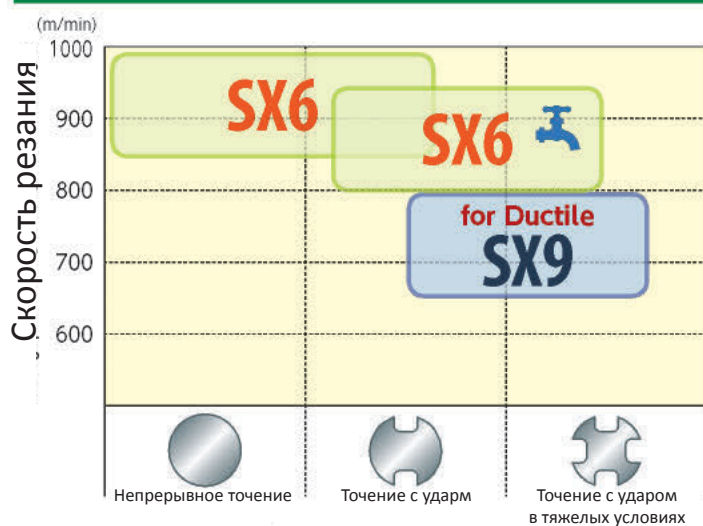 (m/min)
Скорость резания
1000
900
800
700
600
SX6
SX6
for Ductile
SX9
Непрерывное точение
Точение с ударм
Точение с ударом
в тяжелых условиях